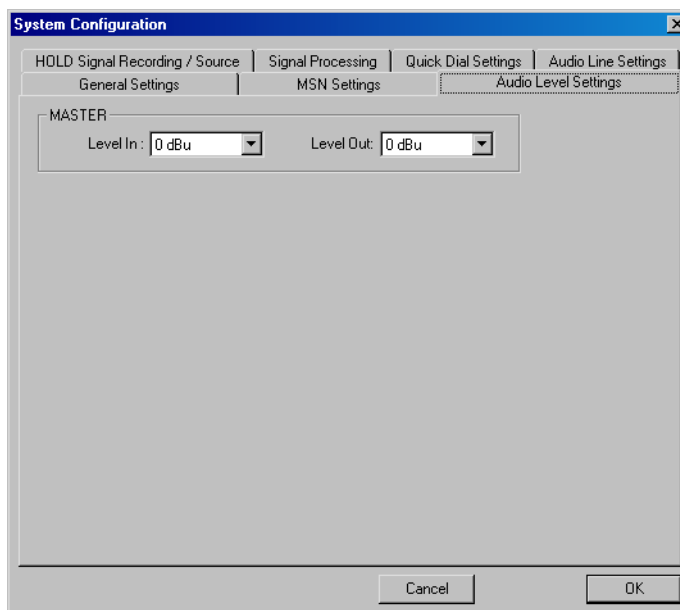 System Configuration
HOLD Signal Recording / Source
Signal Processing
Quick Dial Settings
Audio Line Settings
General Settings
MSN Settings
Audio Level Settings
MASTER
Level In : 0 dBu
Level Out: 0 dBu
Cancel
OK